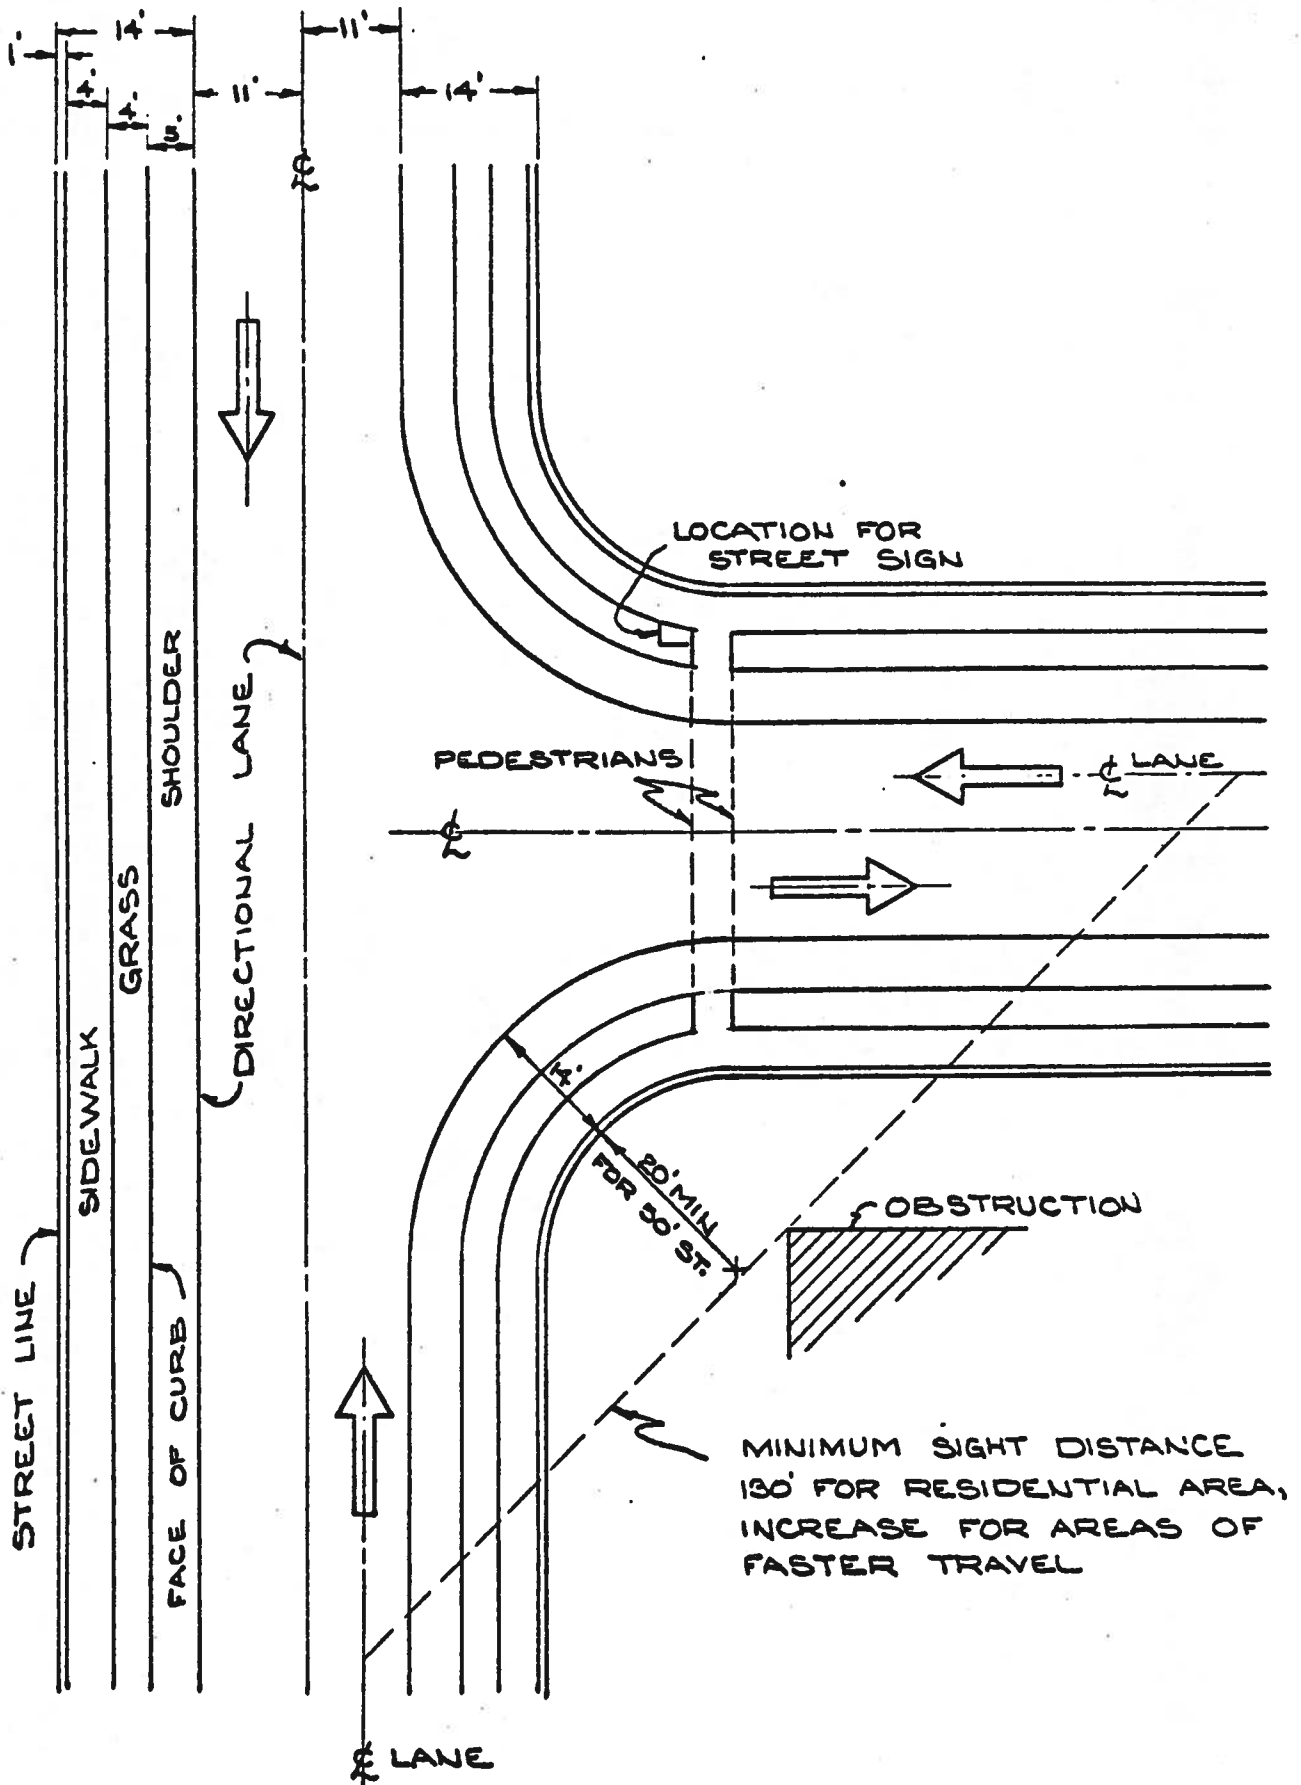 14'
11'
1'
4'
11'
14'
4'
5'
℄
LOCATION FOR
STREET SIGN
SHOULDER
DIRECTIONAL LANE
PEDESTRIANS
℄ LANE
℄
GRASS
SIDEWALK
14'
20' MIN
FOR 50' ST.
OBSTRUCTION
STREET LINE
FACE OF CURB
MINIMUM SIGHT DISTANCE
130' FOR RESIDENTIAL AREA,
INCREASE FOR AREAS OF
FASTER TRAVEL
℄ LANE